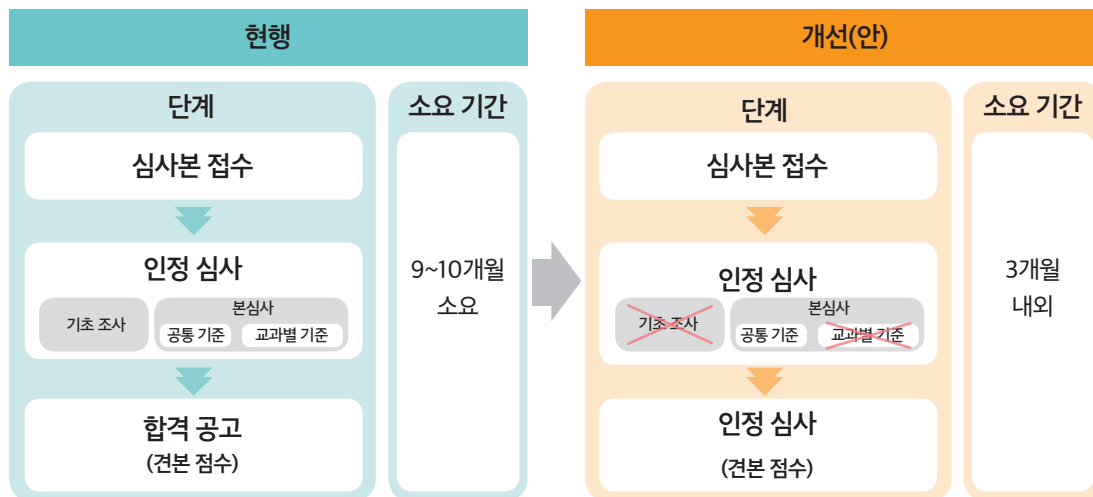 현행
단계
소요 기간
심사본 접수
인정 심사
기초 조사
본심사
공통 기준
교과별 기준
합격 공고
(견본 점수)
9~10개월
소요
개선(안)
단계
소요 기간
심사본 접수
인정 심사
기초 조사
본심사
공통 기준
교과별 기준
인정 심사
(견본 점수)
3개월
내외